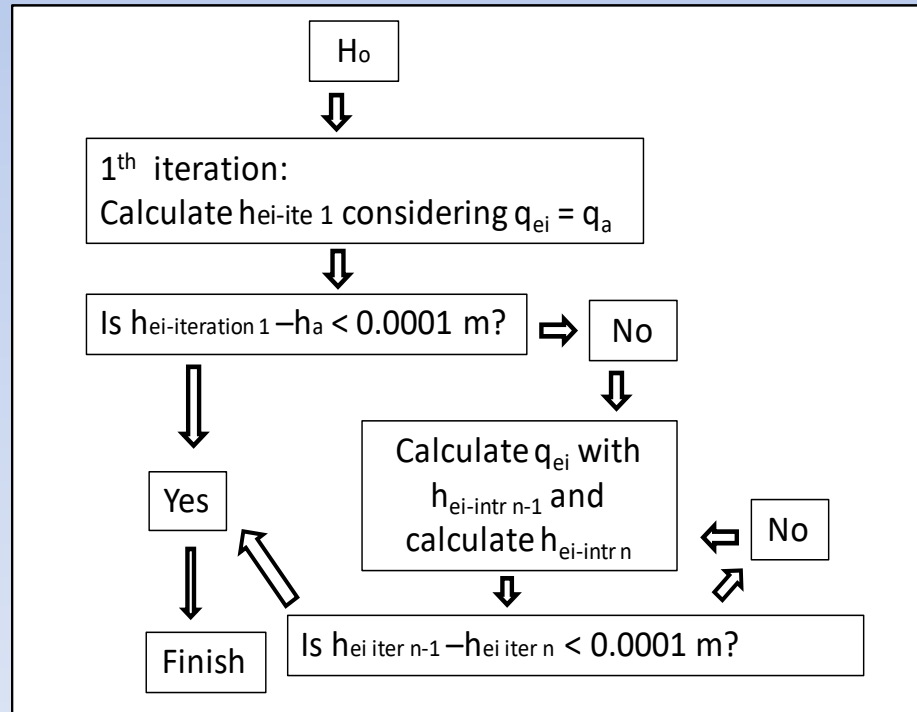 Ho
1th iteration:
Calculate hei-ite 1 considering qei = qa
Is hei-iteration 1 –ha < 0.0001 m?
No
Calculate qei with
hei-intr n-1 and
calculate hei-intr n
Yes
No
Is hei iter n-1 –hei iter n < 0.0001 m?
Finish